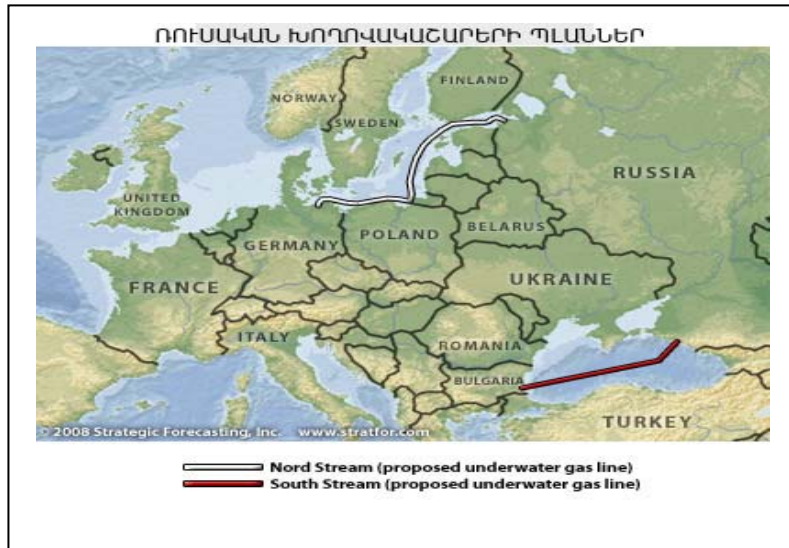 ՌՈՒՍԱԿԱՆ ԽՈՂՈՎԱԿԱՇԱՐԵՐԻ ՊԼԱՆՆԵՐ
FINLAND
NORWAY
SWEDEN
RUSSIA
UNITED
KINGDOM
BELARUS
POLAND
GERMANY
UKRAINE
FRANCE
ITALY
ROMANIA
BULGARIA
TURKEY
© 2008 Strategic Forecasting, Inc. www.stratfor.com
Nord Stream (proposed underwater gas line)
South Stream (proposed underwater gas line)